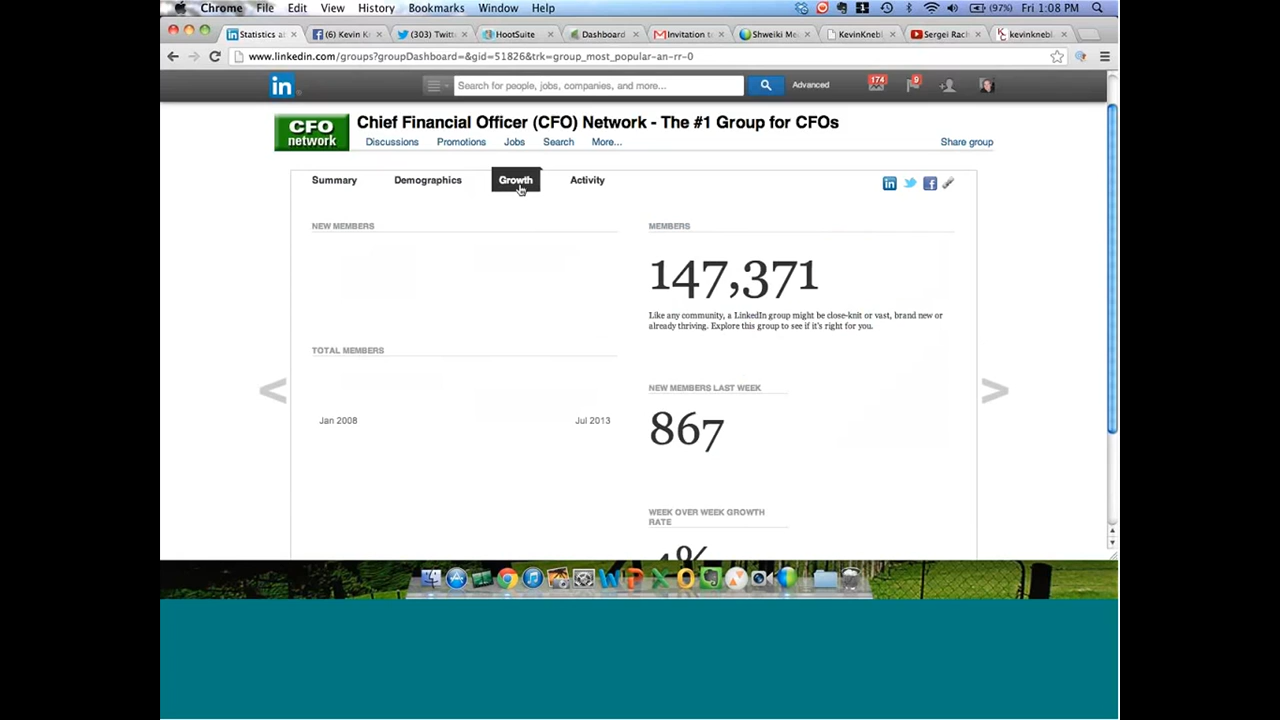 Chrome File Edit View History Bookmarks Window Help (97%) Fri 1:08 PM
Statistics a (6) Kevin K (303) Twitt HootSuite Dashboard Invitation t Shweiki Me KevinKneb Sergei Rac kevinknebl
www.linkedin.com/groups?groupDashboard=&gid=51826&trk=group_most_popular-an-rr-0
in Search for people, jobs, companies, and more... Advanced 174 9
CFO network
Chief Financial Officer (CFO) Network - The #1 Group for CFOs
Discussions Promotions Jobs Search More... Share group
Summary Demographics Growth Activity
NEW MEMBERS
MEMBERS
147,371
Like any community, a LinkedIn group might be close-knit or vast, brand new or
already thriving. Explore this group to see if it's right for you.
TOTAL MEMBERS
Jan 2008 Jul 2013
NEW MEMBERS LAST WEEK
867
WEEK OVER WEEK GROWTH
RATE